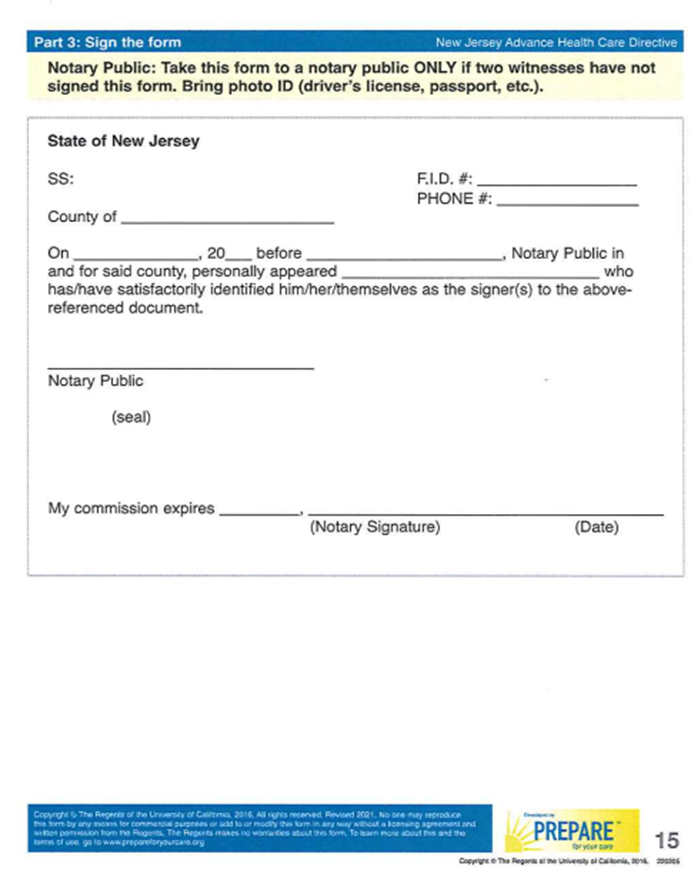 Part 3: Sign the form New Jersey Advance Health Care Directive
Notary Public: Take this form to a notary public ONLY if two witnesses have not
signed this form. Bring photo ID (driver's license, passport, etc.).
State of New Jersey
SS: F.I.D. #: ___________________
PHONE #: _________________
County of _________________________
On _______________, 20___ before _______________________, Notary Public in
and for said county, personally appeared ______________________________ who
has/have satisfactorily identified him/her/themselves as the signer(s) to the above-
referenced document.
_______________________________
Notary Public
(seal)
My commission expires _________, __________________________________________
(Notary Signature) (Date)
Copyright © The Regents of the University of California, 2016. All rights reserved. Revised 2021. No one may reproduce
this form by any means for commercial purposes or add to or modify this form in any way without a licensing agreement and
written permission from the Regents. The Regents makes no warranties about this form. To learn more about this and the
terms of use, go to www.prepareforyourcare.org
Developed by
PREPARE™
for your care
15
Copyright © The Regents of the University of California, 2016.